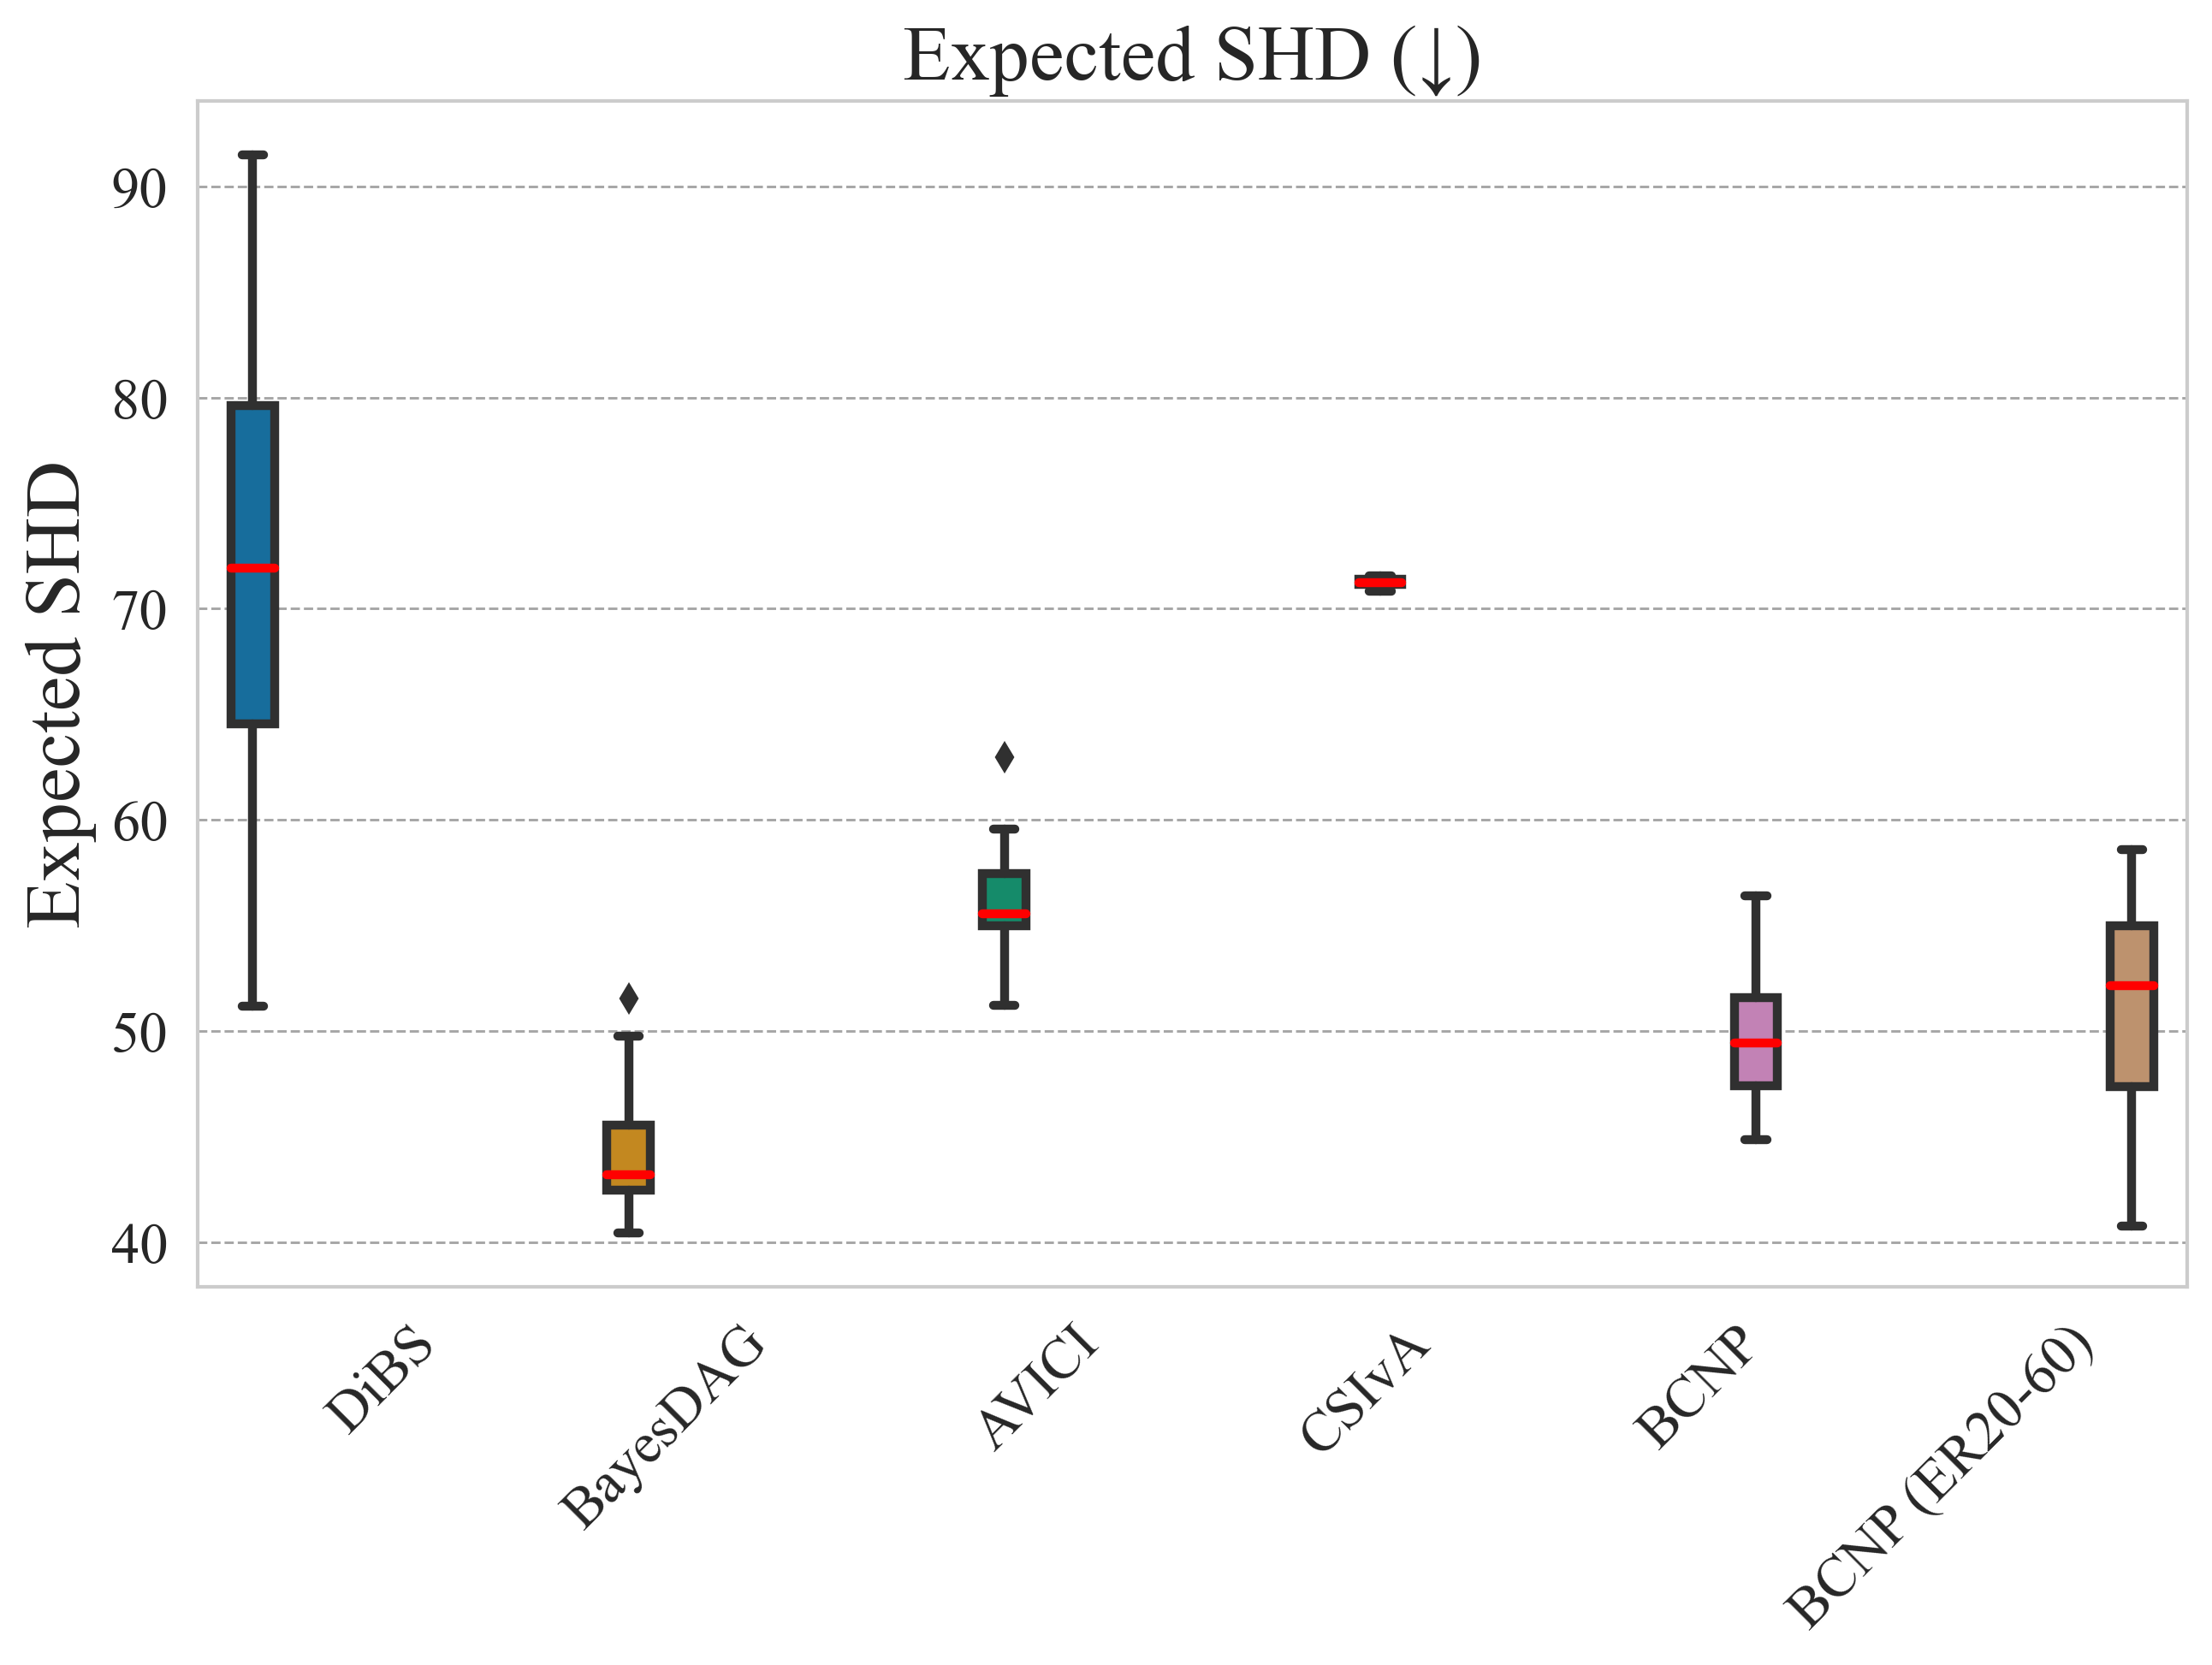 Expected SHD (↓)
Expected SHD
90
80
70
60
50
40
DiBS
BayesDAG
AVICI
CSIvA
BCNP
BCNP (ER20-60)